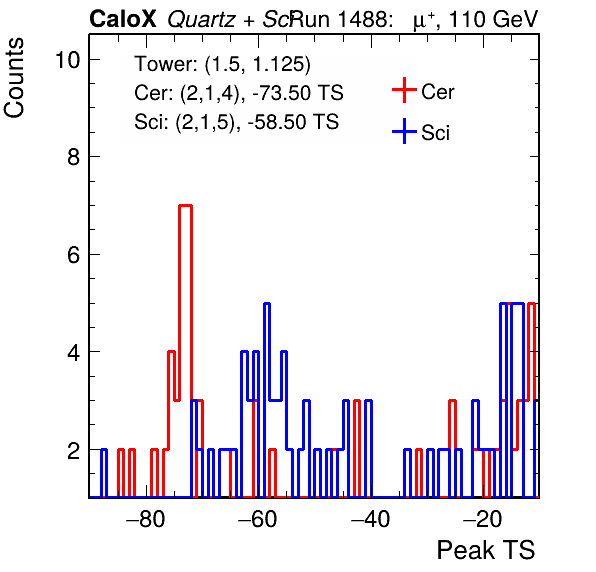 CaloX Quartz + Sci Run 1488: μ⁺, 110 GeV
Counts
Tower: (1.5, 1.125)
Cer: (2,1,4), -73.50 TS
Sci: (2,1,5), -58.50 TS
Cer
Sci
10
8
6
4
2
−80 −60 −40 −20
Peak TS